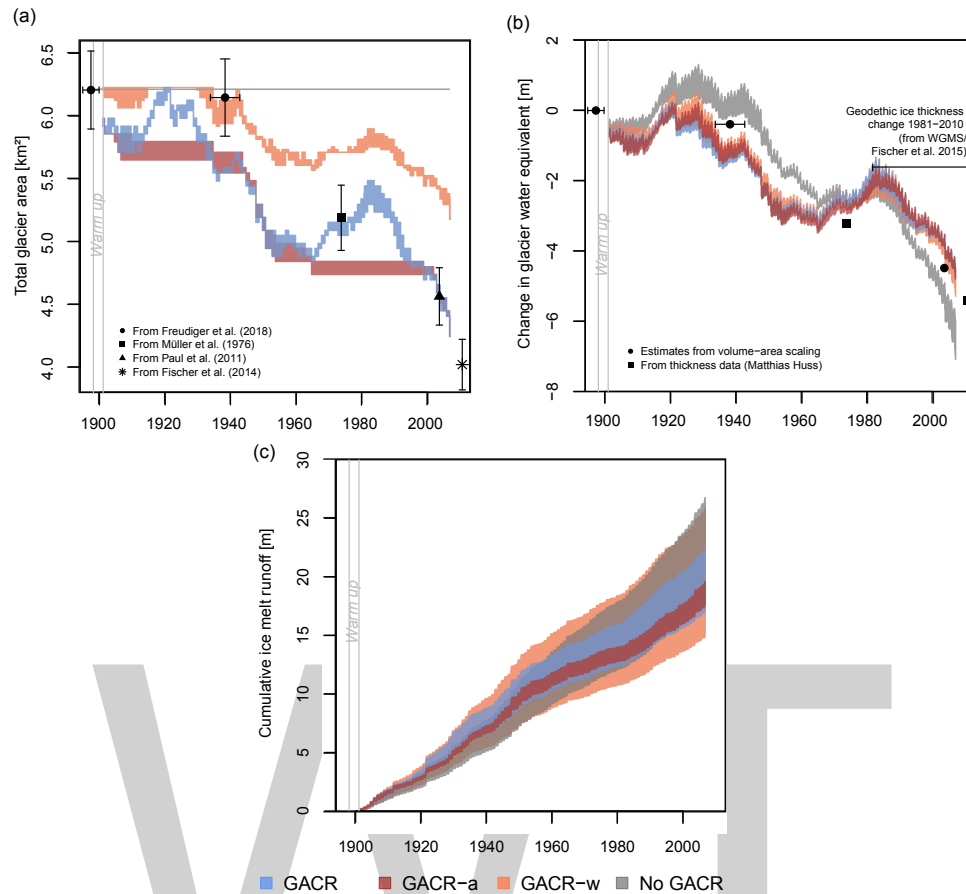 (a)
Total glacier area [km²]
6.5
6.0
5.5
5.0
4.5
4.0
Warm up
From Freudiger et al. (2018)
From Müller et al. (1976)
From Paul et al. (2011)
From Fischer et al. (2014)
1900 1920 1940 1960 1980 2000
(b)
Change in glacier water equivalent [m]
2
0
-2
-4
-6
-8
Warm up
Geodethic ice thickness
change 1981-2010
(from WGMS/
Fischer et al. 2015)
Estimates from volume-area scaling
From thickness data (Matthias Huss)
1900 1920 1940 1960 1980 2000
(c)
Cumulative ice melt runoff [m]
30
25
20
15
10
5
0
Warm up
1900 1920 1940 1960 1980 2000
GACR GACR-a GACR-w No GACR